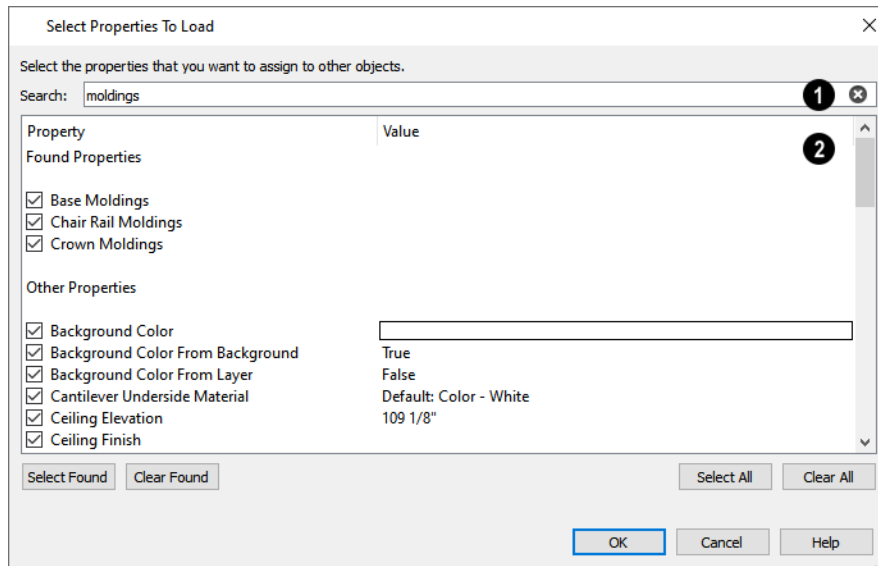 Select Properties To Load
Select the properties that you want to assign to other objects.
Search: moldings 1
Property Value 2
Found Properties
Base Moldings
Chair Rail Moldings
Crown Moldings
Other Properties
Background Color
Background Color From Background True
Background Color From Layer False
Cantilever Underside Material Default: Color - White
Ceiling Elevation 109 1/8"
Ceiling Finish
Select Found Clear Found Select All Clear All
OK Cancel Help